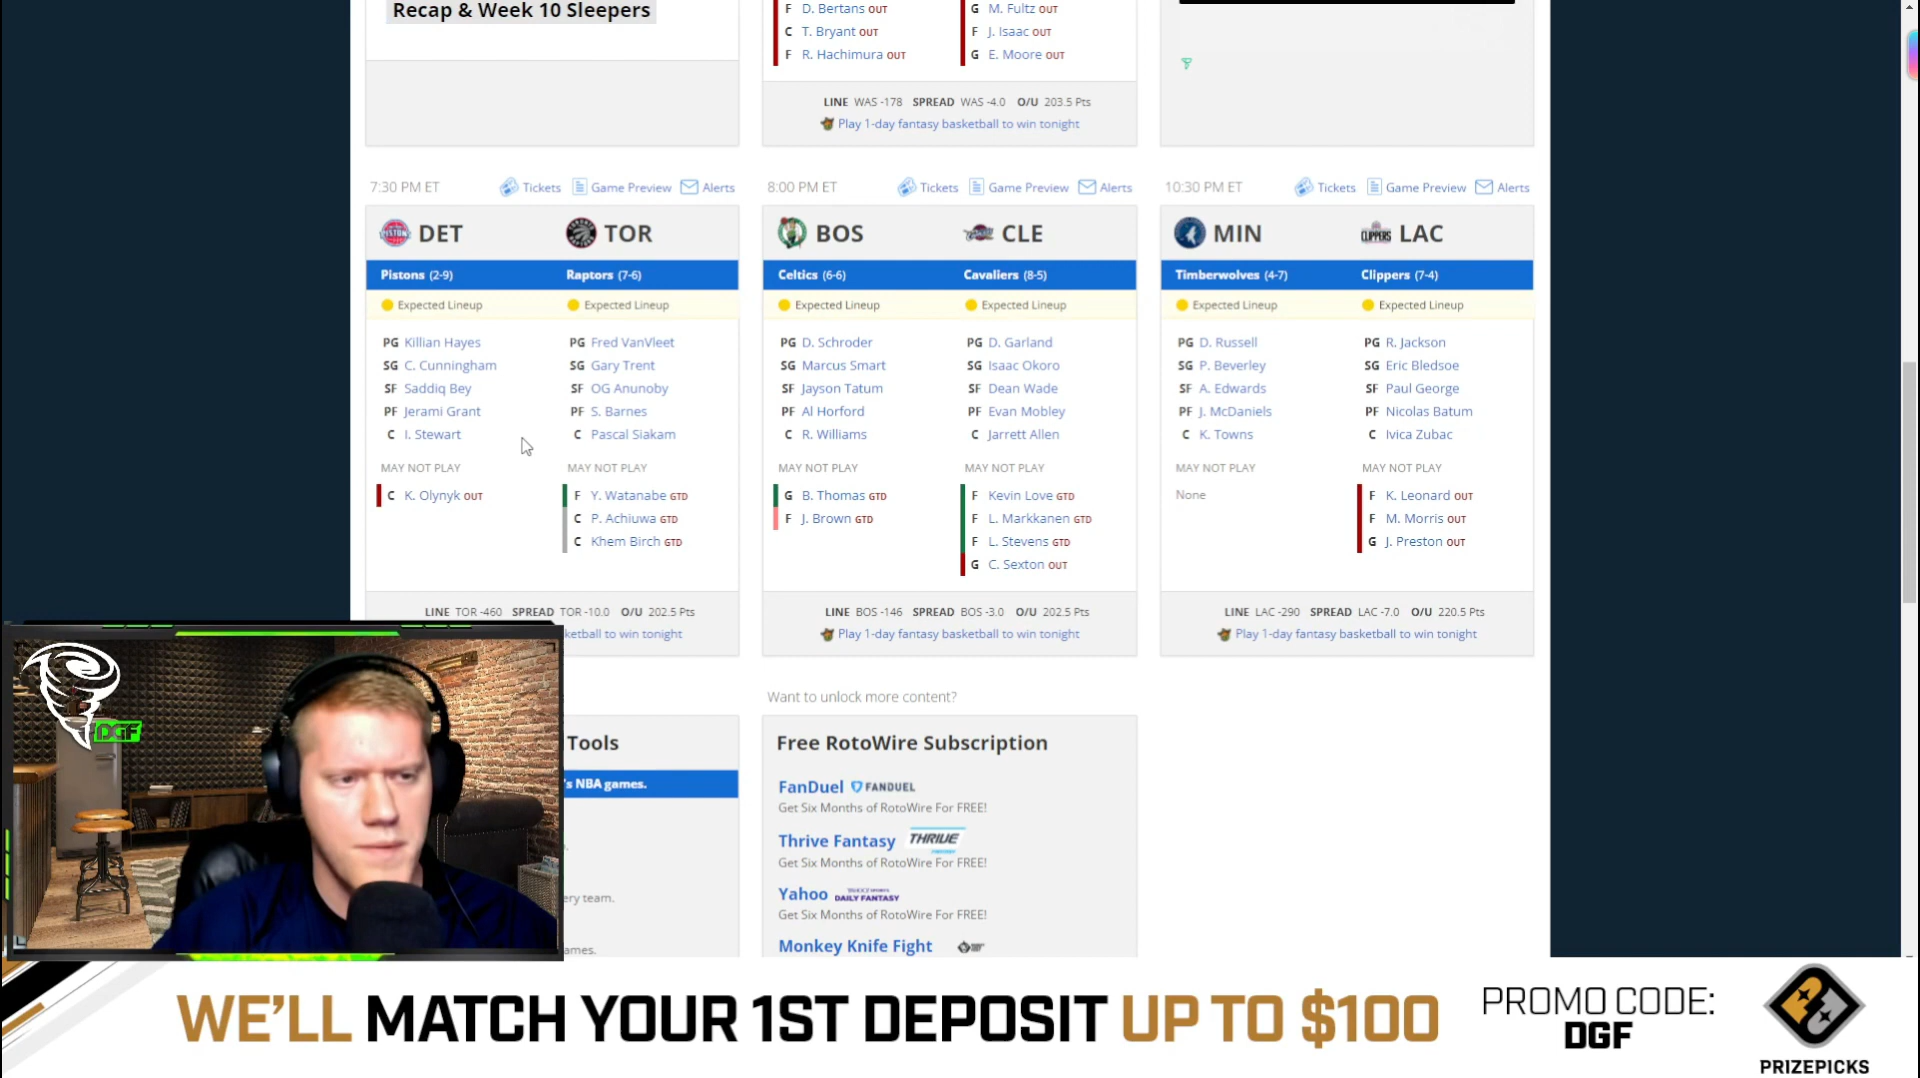 Recap & Week 10 Sleepers
F D. Bertans OUT
C T. Bryant OUT
F R. Hachimura OUT
G M. Fultz OUT
F J. Isaac OUT
G E. Moore OUT
LINE WAS -178 SPREAD WAS -4.0 O/U 203.5 Pts
Play 1-day fantasy basketball to win tonight
7:30 PM ET Tickets Game Preview Alerts
DET TOR
Pistons (2-9) Raptors (7-6)
Expected Lineup Expected Lineup
PG Killian Hayes PG Fred VanVleet
SG C. Cunningham SG Gary Trent
SF Saddiq Bey SF OG Anunoby
PF Jerami Grant PF S. Barnes
C I. Stewart C Pascal Siakam
MAY NOT PLAY MAY NOT PLAY
C K. Olynyk OUT F Y. Watanabe GTD
C P. Achiuwa GTD
C Khem Birch GTD
LINE TOR -460 SPREAD TOR -10.0 O/U 202.5 Pts
ketball to win tonight
8:00 PM ET Tickets Game Preview Alerts
BOS CLE
Celtics (6-6) Cavaliers (8-5)
Expected Lineup Expected Lineup
PG D. Schroder PG D. Garland
SG Marcus Smart SG Isaac Okoro
SF Jayson Tatum SF Dean Wade
PF Al Horford PF Evan Mobley
C R. Williams C Jarrett Allen
MAY NOT PLAY MAY NOT PLAY
G B. Thomas GTD F Kevin Love GTD
F J. Brown GTD F L. Markkanen GTD
F L. Stevens GTD
G C. Sexton OUT
LINE BOS -146 SPREAD BOS -3.0 O/U 202.5 Pts
Play 1-day fantasy basketball to win tonight
10:30 PM ET Tickets Game Preview Alerts
MIN CLIPPERS LAC
Timberwolves (4-7) Clippers (7-4)
Expected Lineup Expected Lineup
PG D. Russell PG R. Jackson
SG P. Beverley SG Eric Bledsoe
SF A. Edwards SF Paul George
PF J. McDaniels PF Nicolas Batum
C K. Towns C Ivica Zubac
MAY NOT PLAY MAY NOT PLAY
None F K. Leonard OUT
F M. Morris OUT
G J. Preston OUT
LINE LAC -290 SPREAD LAC -7.0 O/U 220.5 Pts
Play 1-day fantasy basketball to win tonight
Tools
's NBA games.
ery team.
ames.
Want to unlock more content?
Free RotoWire Subscription
FanDuel FANDUEL
Get Six Months of RotoWire For FREE!
Thrive Fantasy THRIVE
Get Six Months of RotoWire For FREE!
Yahoo DAILY FANTASY
Get Six Months of RotoWire For FREE!
Monkey Knife Fight
DGF
WE'LL MATCH YOUR 1ST DEPOSIT UP TO $100
PROMO CODE:
DGF
PRIZEPICKS